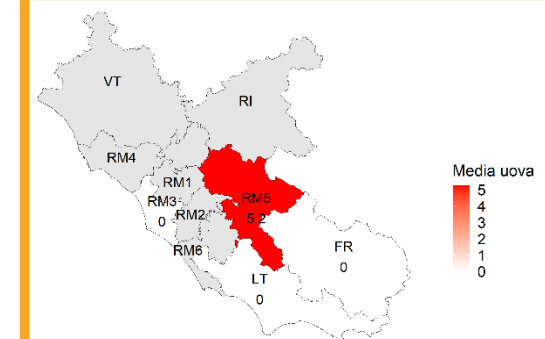 VT
RI
RM4
RM1
RM3
0
RM2
RM5
5.2
RM6
FR
0
LT
0
Media uova
5
4
3
2
1
0